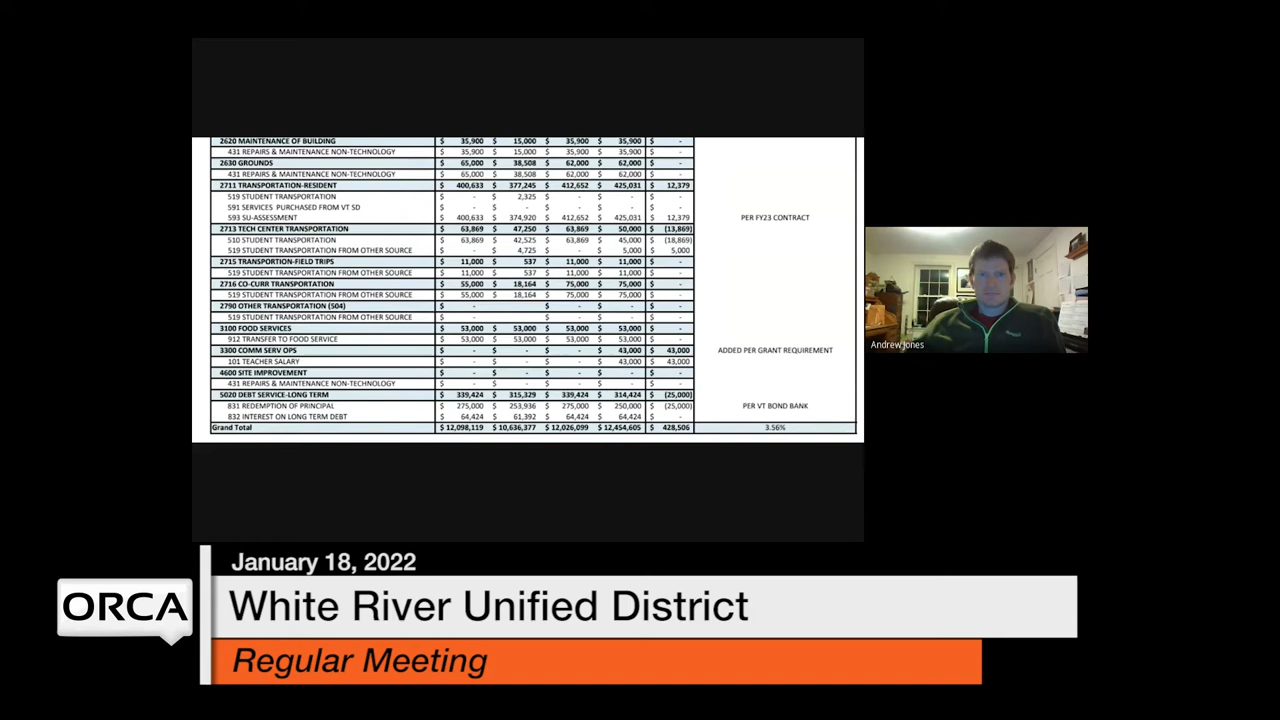 2620 MAINTENANCE OF BUILDING $ 35,900 $ 15,000 $ 35,900 $ 35,900 $ -
431 REPAIRS & MAINTENANCE NON-TECHNOLOGY $ 35,900 $ 15,000 $ 35,900 $ 35,900 $ -
2630 GROUNDS $ 65,000 $ 38,508 $ 62,000 $ 62,000 $ -
431 REPAIRS & MAINTENANCE NON-TECHNOLOGY $ 65,000 $ 38,508 $ 62,000 $ 62,000 $ -
2711 TRANSPORTATION-RESIDENT $ 400,633 $ 377,245 $ 412,652 $ 425,031 $ 12,379
519 STUDENT TRANSPORTATION $ - $ 2,325 $ - $ - $ -
591 SERVICES PURCHASED FROM VT SD $ - $ - $ - $ - $ -
593 SU-ASSESSMENT $ 400,633 $ 374,920 $ 412,652 $ 425,031 $ 12,379 PER FY23 CONTRACT
2713 TECH CENTER TRANSPORTATION $ 63,869 $ 47,250 $ 63,869 $ 50,000 $ (13,869)
510 STUDENT TRANSPORTATION $ 63,869 $ 42,525 $ 63,869 $ 45,000 $ (18,869)
519 STUDENT TRANSPORTATION FROM OTHER SOURCE $ - $ 4,725 $ - $ 5,000 $ 5,000
2715 TRANSPORTION-FIELD TRIPS $ 11,000 $ 537 $ 11,000 $ 11,000 $ -
519 STUDENT TRANSPORTATION FROM OTHER SOURCE $ 11,000 $ 537 $ 11,000 $ 11,000 $ -
2716 CO-CURR TRANSPORTATION $ 55,000 $ 18,164 $ 75,000 $ 75,000 $ -
519 STUDENT TRANSPORTATION FROM OTHER SOURCE $ 55,000 $ 18,164 $ 75,000 $ 75,000 $ -
2790 OTHER TRANSPORTATION (504) $ - $ - $ - $ -
519 STUDENT TRANSPORTATION FROM OTHER SOURCE $ - $ - $ - $ -
3100 FOOD SERVICES $ 53,000 $ 53,000 $ 53,000 $ 53,000 $ -
912 TRANSFER TO FOOD SERVICE $ 53,000 $ 53,000 $ 53,000 $ 53,000 $ -
3300 COMM SERV OPS $ - $ - $ - $ 43,000 $ 43,000 ADDED PER GRANT REQUIREMENT
101 TEACHER SALARY $ - $ - $ - $ 43,000 $ 43,000
4600 SITE IMPROVEMENT $ - $ - $ - $ - $ -
431 REPAIRS & MAINTENANCE NON-TECHNOLOGY $ - $ - $ - $ - $ -
5020 DEBT SERVICE-LONG TERM $ 339,424 $ 315,329 $ 339,424 $ 314,424 $ (25,000)
831 REDEMPTION OF PRINCIPAL $ 275,000 $ 253,936 $ 275,000 $ 250,000 $ (25,000) PER VT BOND BANK
832 INTEREST ON LONG TERM DEBT $ 64,424 $ 61,392 $ 64,424 $ 64,424 $ -
Grand Total $ 12,098,119 $ 10,636,377 $ 12,026,099 $ 12,454,605 $ 428,506 3.56%
Andrew Jones
January 18, 2022
ORCA
White River Unified District
Regular Meeting